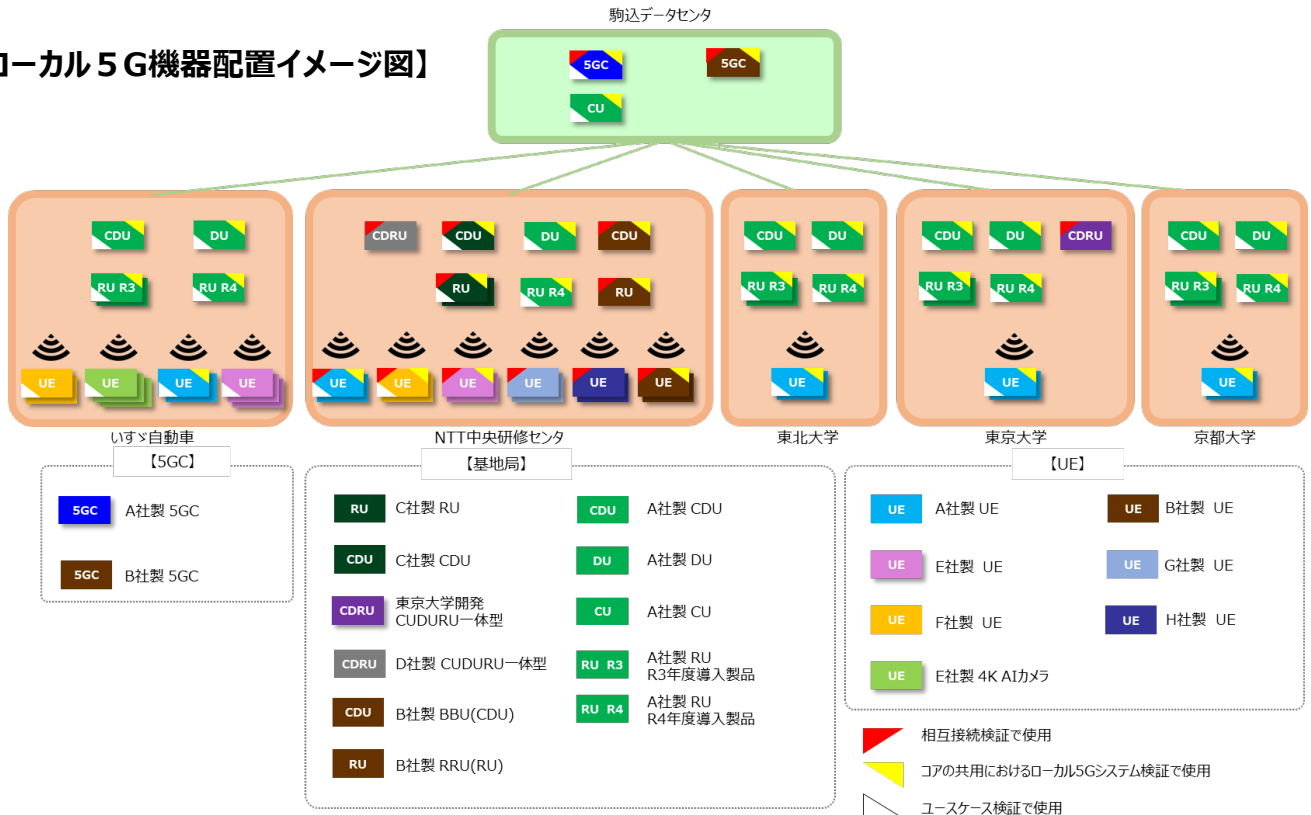 駒込データセンタ
ローカル５G機器配置イメージ図】
5GC 5GC
CU
CDU DU
RU R3 RU R4
UE UE UE UE
いすゞ自動車
CDRU CDU DU CDU
RU RU R4 RU
UE UE UE UE UE UE
NTT中央研修センタ
CDU DU
RU R3 RU R4
UE
東北大学
CDU DU CDRU
RU R3 RU R4
UE
東京大学
CDU DU
RU R3 RU R4
UE
京都大学
【5GC】
5GC A社製 5GC
5GC B社製 5GC
【基地局】
RU C社製 RU
CDU C社製 CDU
CDRU 東京大学開発
CUDURU一体型
CDRU D社製 CUDURU一体型
CDU B社製 BBU(CDU)
RU B社製 RRU(RU)
CDU A社製 CDU
DU A社製 DU
CU A社製 CU
RU R3 A社製 RU
R3年度導入製品
RU R4 A社製 RU
R4年度導入製品
【UE】
UE A社製 UE
UE E社製 UE
UE F社製 UE
UE E社製 4K AIカメラ
UE B社製 UE
UE G社製 UE
UE H社製 UE
相互接続検証で使用
コアの共用におけるローカル5Gシステム検証で使用
ユースケース検証で使用